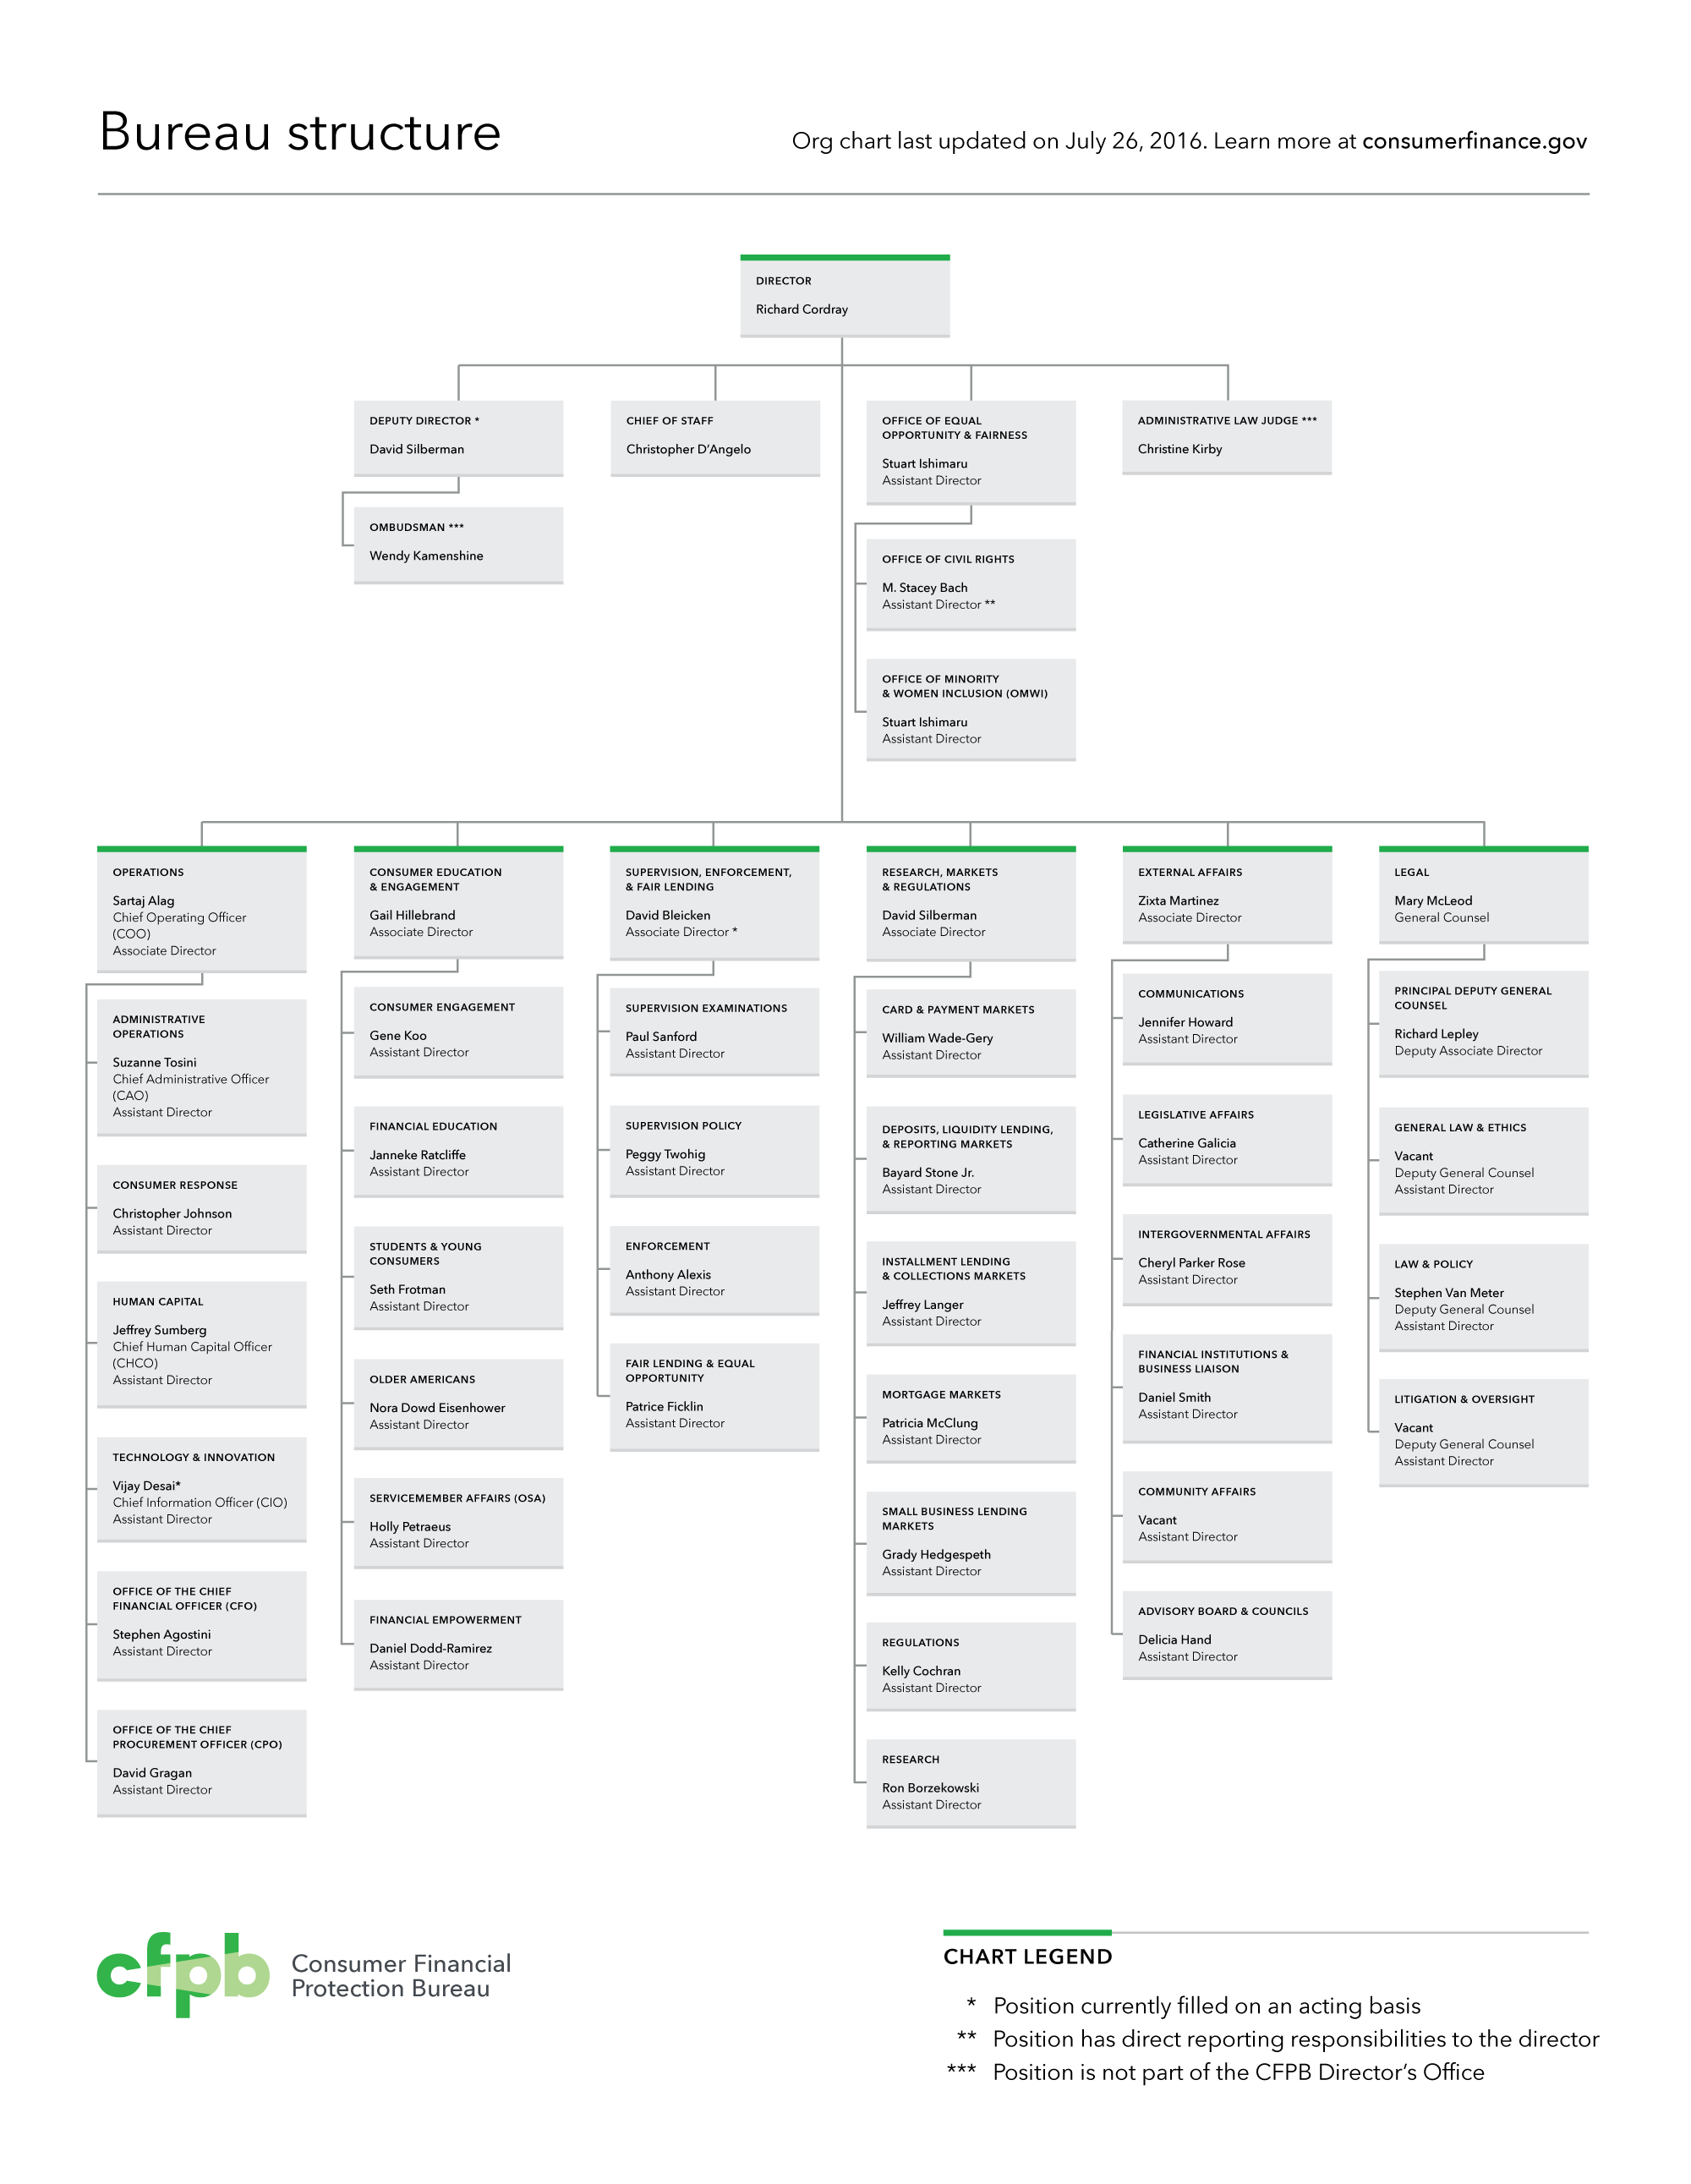 Bureau structure
Org chart last updated on July 26, 2016. Learn more at consumerfinance.gov
DIRECTOR
Richard Cordray
DEPUTY DIRECTOR *
David Silberman
OMBUDSMAN ***
Wendy Kamenshine
CHIEF OF STAFF
Christopher D’Angelo
OFFICE OF EQUAL
OPPORTUNITY & FAIRNESS
Stuart Ishimaru
Assistant Director
OFFICE OF CIVIL RIGHTS
M. Stacey Bach
Assistant Director **
OFFICE OF MINORITY
& WOMEN INCLUSION (OMWI)
Stuart Ishimaru
Assistant Director
ADMINISTRATIVE LAW JUDGE ***
Christine Kirby
OPERATIONS
Sartaj Alag
Chief Operating Officer
(COO)
Associate Director
ADMINISTRATIVE
OPERATIONS
Suzanne Tosini
Chief Administrative Officer
(CAO)
Assistant Director
CONSUMER RESPONSE
Christopher Johnson
Assistant Director
HUMAN CAPITAL
Jeffrey Sumberg
Chief Human Capital Officer
(CHCO)
Assistant Director
TECHNOLOGY & INNOVATION
Vijay Desai*
Chief Information Officer (CIO)
Assistant Director
OFFICE OF THE CHIEF
FINANCIAL OFFICER (CFO)
Stephen Agostini
Assistant Director
OFFICE OF THE CHIEF
PROCUREMENT OFFICER (CPO)
David Gragan
Assistant Director
CONSUMER EDUCATION
& ENGAGEMENT
Gail Hillebrand
Associate Director
CONSUMER ENGAGEMENT
Gene Koo
Assistant Director
FINANCIAL EDUCATION
Janneke Ratcliffe
Assistant Director
STUDENTS & YOUNG
CONSUMERS
Seth Frotman
Assistant Director
OLDER AMERICANS
Nora Dowd Eisenhower
Assistant Director
SERVICEMEMBER AFFAIRS (OSA)
Holly Petraeus
Assistant Director
FINANCIAL EMPOWERMENT
Daniel Dodd-Ramirez
Assistant Director
SUPERVISION, ENFORCEMENT,
& FAIR LENDING
David Bleicken
Associate Director *
SUPERVISION EXAMINATIONS
Paul Sanford
Assistant Director
SUPERVISION POLICY
Peggy Twohig
Assistant Director
ENFORCEMENT
Anthony Alexis
Assistant Director
FAIR LENDING & EQUAL
OPPORTUNITY
Patrice Ficklin
Assistant Director
RESEARCH, MARKETS
& REGULATIONS
David Silberman
Associate Director
CARD & PAYMENT MARKETS
William Wade-Gery
Assistant Director
DEPOSITS, LIQUIDITY LENDING,
& REPORTING MARKETS
Bayard Stone Jr.
Assistant Director
INSTALLMENT LENDING
& COLLECTIONS MARKETS
Jeffrey Langer
Assistant Director
MORTGAGE MARKETS
Patricia McClung
Assistant Director
SMALL BUSINESS LENDING
MARKETS
Grady Hedgespeth
Assistant Director
REGULATIONS
Kelly Cochran
Assistant Director
RESEARCH
Ron Borzekowski
Assistant Director
EXTERNAL AFFAIRS
Zixta Martinez
Associate Director
COMMUNICATIONS
Jennifer Howard
Assistant Director
LEGISLATIVE AFFAIRS
Catherine Galicia
Assistant Director
INTERGOVERNMENTAL AFFAIRS
Cheryl Parker Rose
Assistant Director
FINANCIAL INSTITUTIONS &
BUSINESS LIAISON
Daniel Smith
Assistant Director
COMMUNITY AFFAIRS
Vacant
Assistant Director
ADVISORY BOARD & COUNCILS
Delicia Hand
Assistant Director
LEGAL
Mary McLeod
General Counsel
PRINCIPAL DEPUTY GENERAL
COUNSEL
Richard Lepley
Deputy Associate Director
GENERAL LAW & ETHICS
Vacant
Deputy General Counsel
Assistant Director
LAW & POLICY
Stephen Van Meter
Deputy General Counsel
Assistant Director
LITIGATION & OVERSIGHT
Vacant
Deputy General Counsel
Assistant Director
cfpb
Consumer Financial
Protection Bureau
CHART LEGEND
* Position currently filled on an acting basis
** Position has direct reporting responsibilities to the director
*** Position is not part of the CFPB Director’s Office